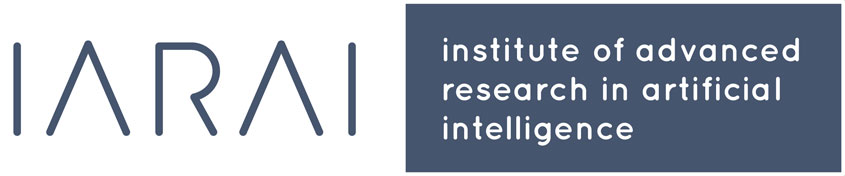 IARAI
institute of advanced
research in artificial
intelligence